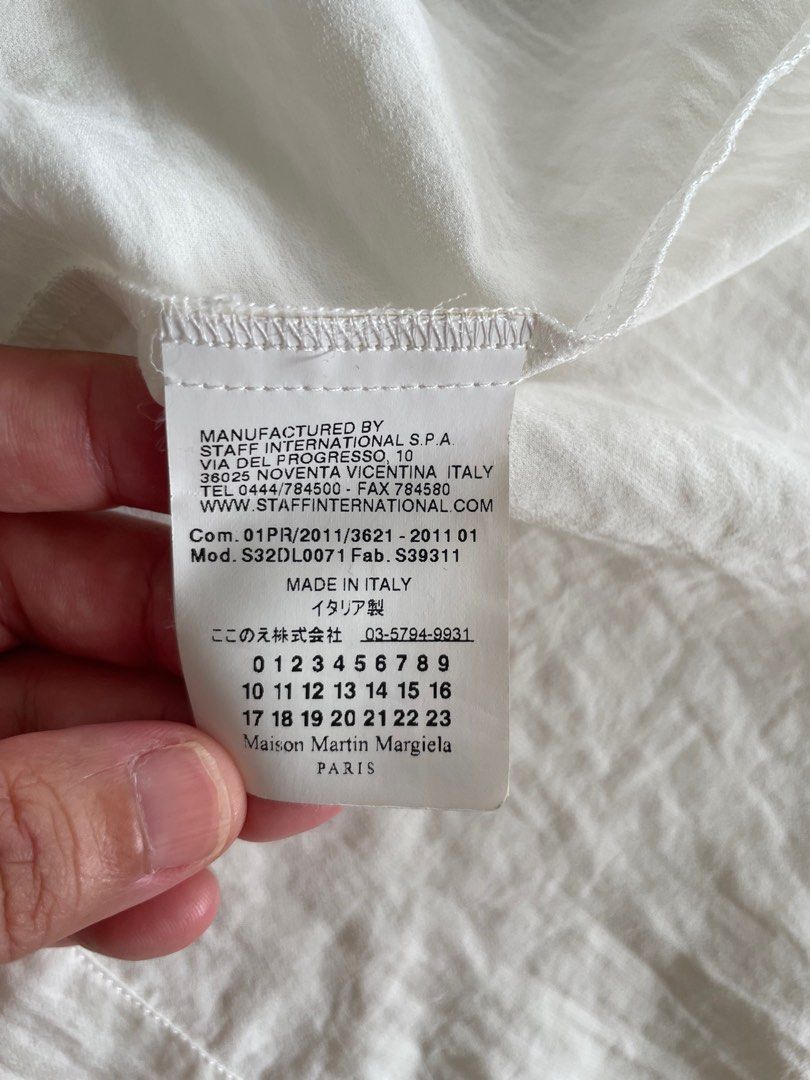 MANUFACTURED BY
STAFF INTERNATIONAL S.P.A.
VIA DEL PROGRESSO, 10
36025 NOVENTA VICENTINA ITALY
TEL 0444/784500 - FAX 784580
WWW.STAFFINTERNATIONAL.COM
Com. 01PR/2011/3621 - 2011 01
Mod. S32DL0071 Fab. S39311
MADE IN ITALY
イタリア製
ここのえ株式会社 03-5794-9931
0 1 2 3 4 5 6 7 8 9
10 11 12 13 14 15 16
17 18 19 20 21 22 23
Maison Martin Margiela
PARIS